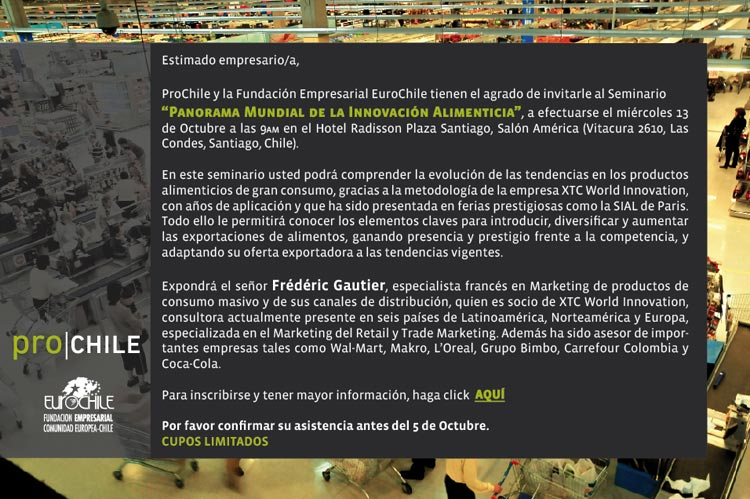 Estimado empresario/a,
ProChile y la Fundación Empresarial EuroChile tienen el agrado de invitarle al Seminario
“PANORAMA MUNDIAL DE LA INNOVACIÓN ALIMENTICIA”, a efectuarse el miércoles 13
de Octubre a las 9AM en el Hotel Radisson Plaza Santiago, Salón América (Vitacura 2610, Las
Condes, Santiago, Chile).
En este seminario usted podrá comprender la evolución de las tendencias en los productos
alimenticios de gran consumo, gracias a la metodología de la empresa XTC World Innovation,
con años de aplicación y que ha sido presentada en ferias prestigiosas como la SIAL de Paris.
Todo ello le permitirá conocer los elementos claves para introducir, diversificar y aumentar
las exportaciones de alimentos, ganando presencia y prestigio frente a la competencia, y
adaptando su oferta exportadora a las tendencias vigentes.
Expondrá el señor Frédéric Gautier, especialista francés en Marketing de productos de
consumo masivo y de sus canales de distribución, quien es socio de XTC World Innovation,
consultora actualmente presente en seis países de Latinoamérica, Norteamérica y Europa,
especializada en el Marketing del Retail y Trade Marketing. Además ha sido asesor de impor-
tantes empresas tales como Wal-Mart, Makro, L'Oreal, Grupo Bimbo, Carrefour Colombia y
Coca-Cola.
Para inscribirse y tener mayor información, haga click AQUÍ
Por favor confirmar su asistencia antes del 5 de Octubre.
CUPOS LIMITADOS
pro|CHILE
EUROCHILE
FUNDACIÓN EMPRESARIAL
COMUNIDAD EUROPEA-CHILE